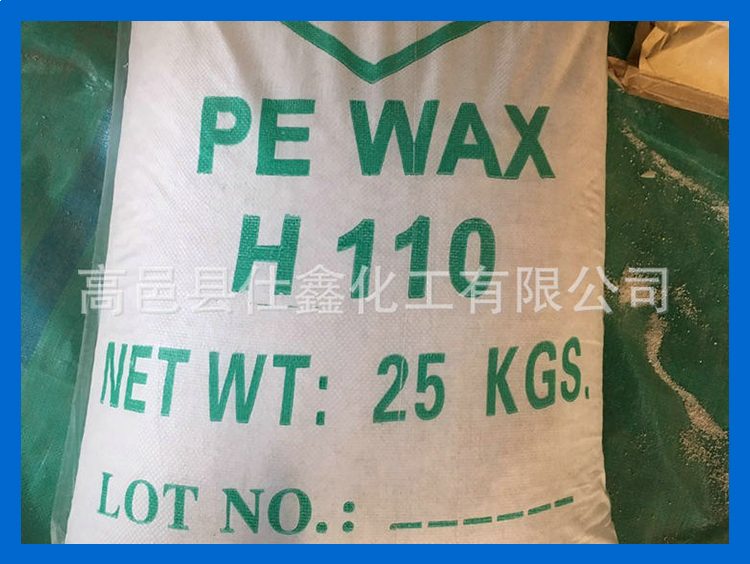 PE WAX
H 110
高邑县仕鑫化工有限公司
NET WT: 25 KGS.
LOT NO.: ------